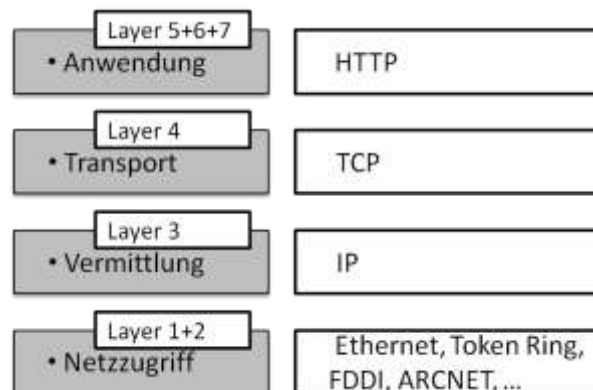 Layer 5+6+7
• Anwendung
HTTP
Layer 4
• Transport
TCP
Layer 3
• Vermittlung
IP
Layer 1+2
• Netzzugriff
Ethernet, Token Ring,
FDDI, ARCNET, ...